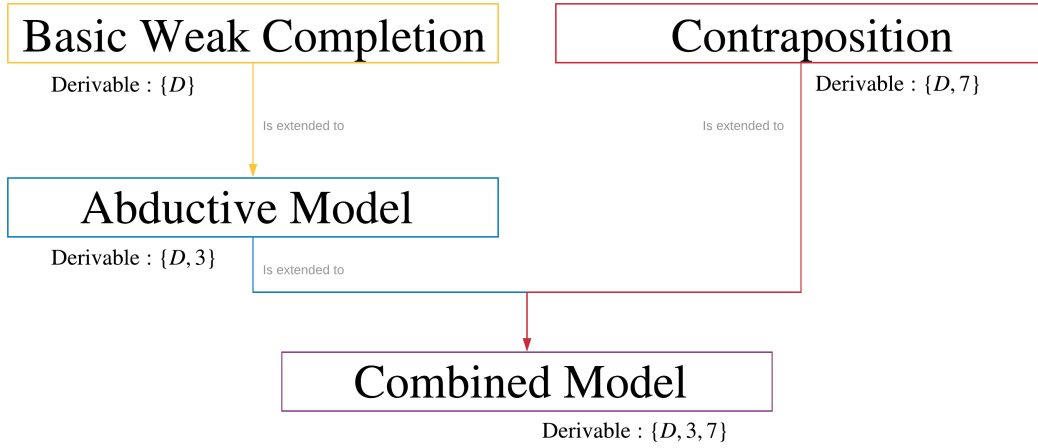 Basic Weak Completion
Contraposition
Derivable : {D}
Derivable : {D, 7}
Is extended to
Is extended to
Abductive Model
Derivable : {D, 3}
Is extended to
Combined Model
Derivable : {D, 3, 7}